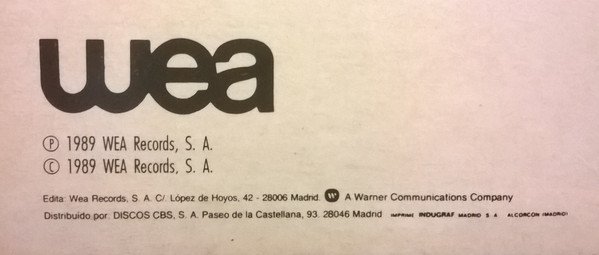 wea
Ⓟ 1989 WEA Records, S. A.
© 1989 WEA Records, S. A.
Edita: Wea Records, S. A. C/. López de Hoyos, 42 - 28006 Madrid. W A Warner Communications Company
Distribuido por: DISCOS CBS, S. A. Paseo de la Castellana, 93. 28046 Madrid IMPRIME INDUGRAF MADRID S. A. ALCORCON (MADRID)